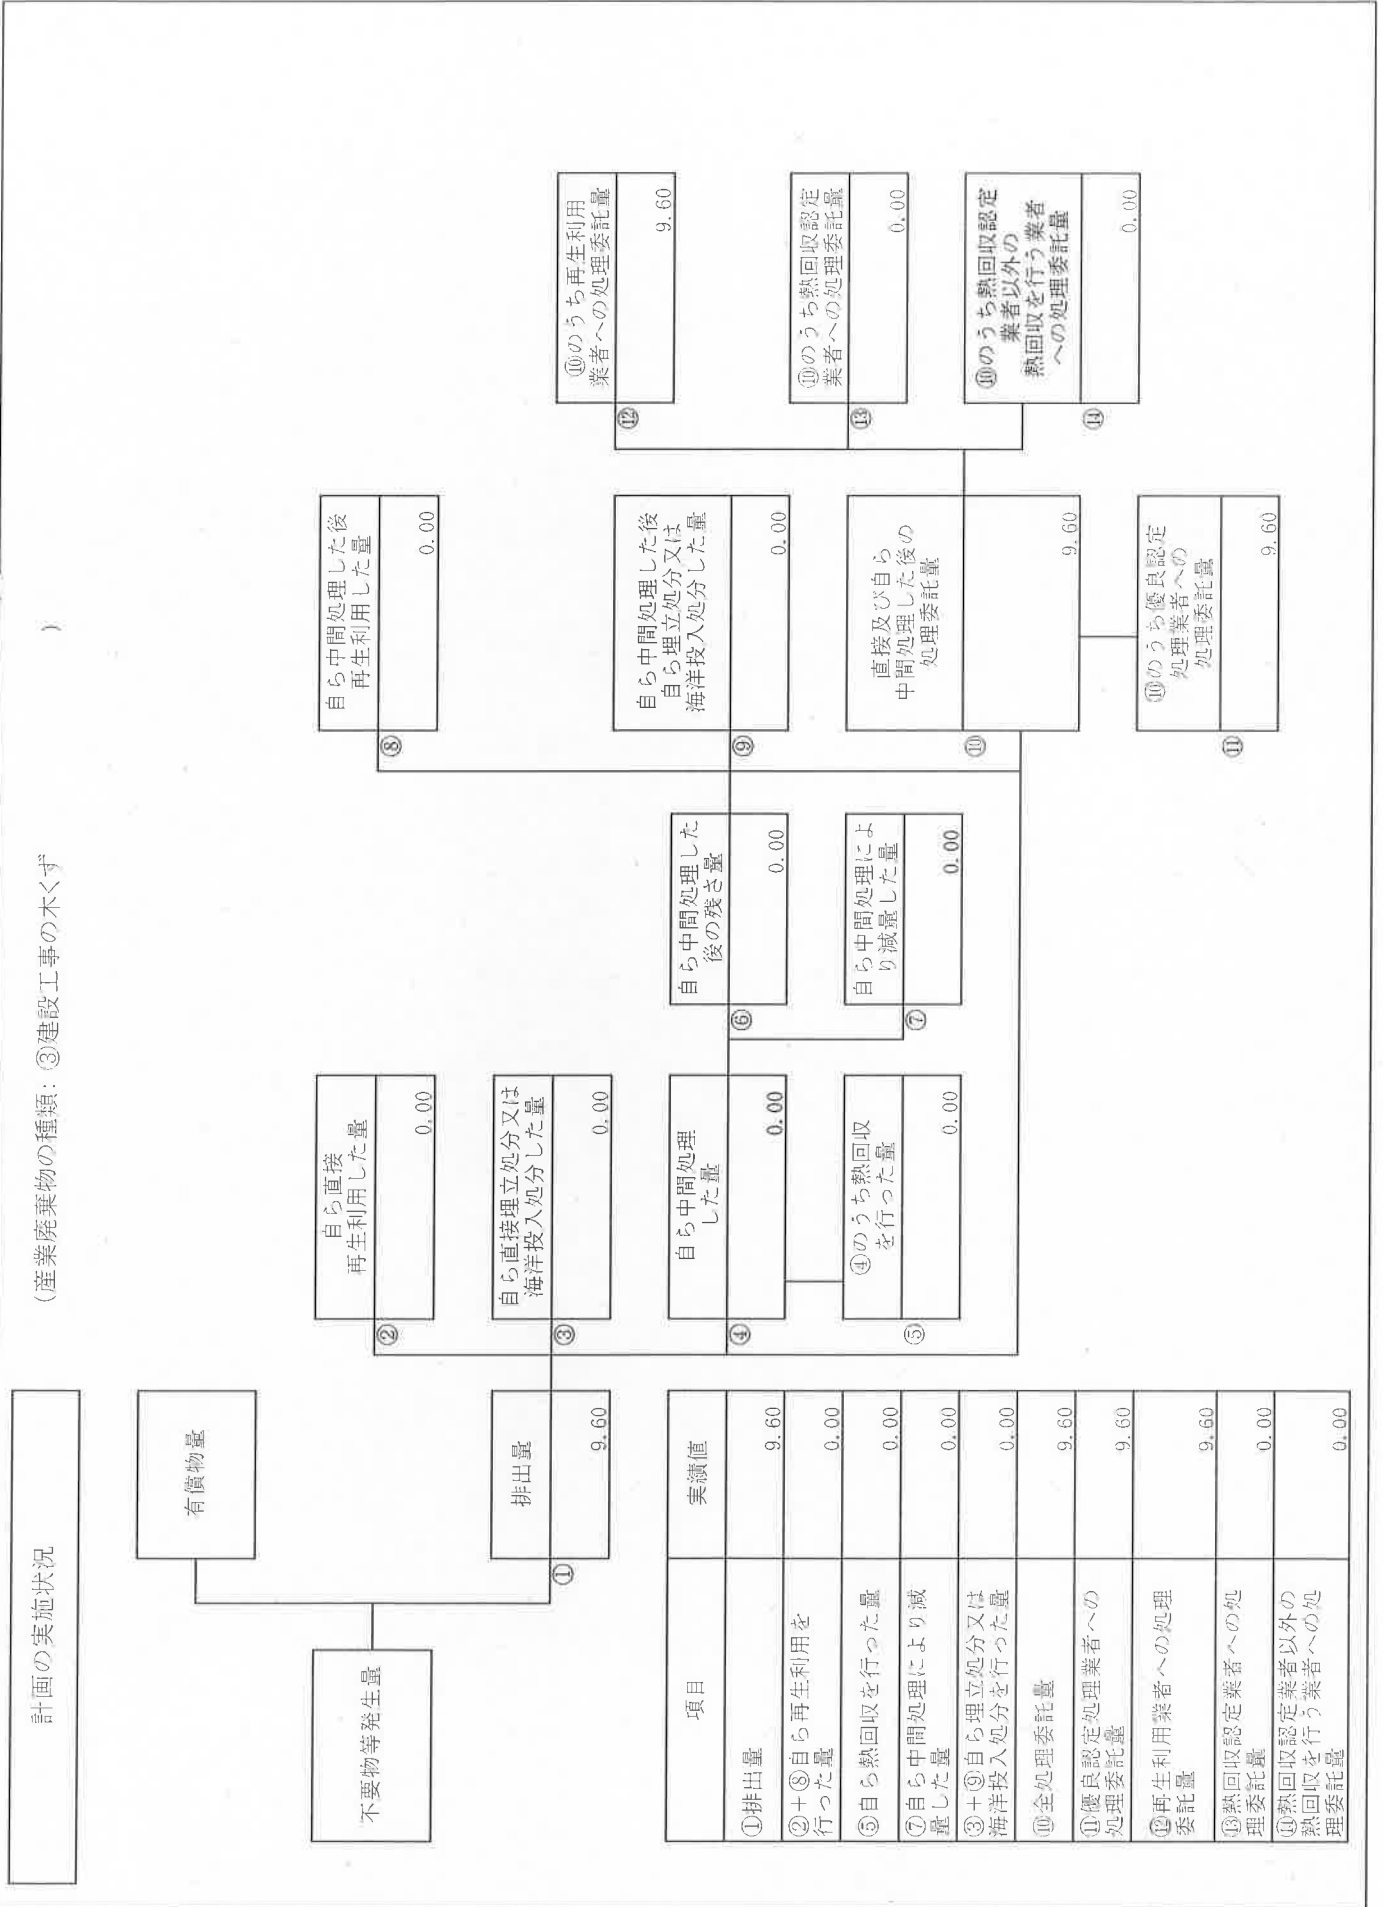 計画の実施状況
(産業廃棄物の種類:③建設工事の木くず
)
不要物等発生量
有償物量
①
排出量
9.60
②
自ら直接
再生利用した量
0.00
③
自ら直接埋立処分又は
海洋投入処分した量
0.00
④
自ら中間処理
した量
0.00
⑤
④のうち熱回収
を行った量
0.00
⑥
自ら中間処理した
後の残さ量
0.00
⑦
自ら中間処理によ
り減量した量
0.00
⑧
自ら中間処理した後
再生利用した量
0.00
⑨
自ら中間処理した後
自ら埋立処分又は
海洋投入処分した量
0.00
⑩
直接及び自ら
中間処理した後の
処理委託量
9.60
⑪
⑩のうち優良認定
処理業者への
処理委託量
9.60
⑫
⑩のうち再生利用
業者への処理委託量
9.60
⑬
⑩のうち熱回収認定
業者への処理委託量
0.00
⑭
⑩のうち熱回収認定
業者以外の
熱回収を行う業者
への処理委託量
0.00
項目 実績値
①排出量 9.60
②+⑧自ら再生利用を
行った量 0.00
⑤自ら熱回収を行った量 0.00
⑦自ら中間処理により減
量した量 0.00
③+⑨自ら埋立処分又は
海洋投入処分を行った量 0.00
⑩全処理委託量 9.60
⑪優良認定処理業者への
処理委託量 9.60
⑫再生利用業者への処理
委託量 9.60
⑬熱回収認定業者への処
理委託量 0.00
⑭熱回収認定業者以外の
熱回収を行う業者への処
理委託量 0.00